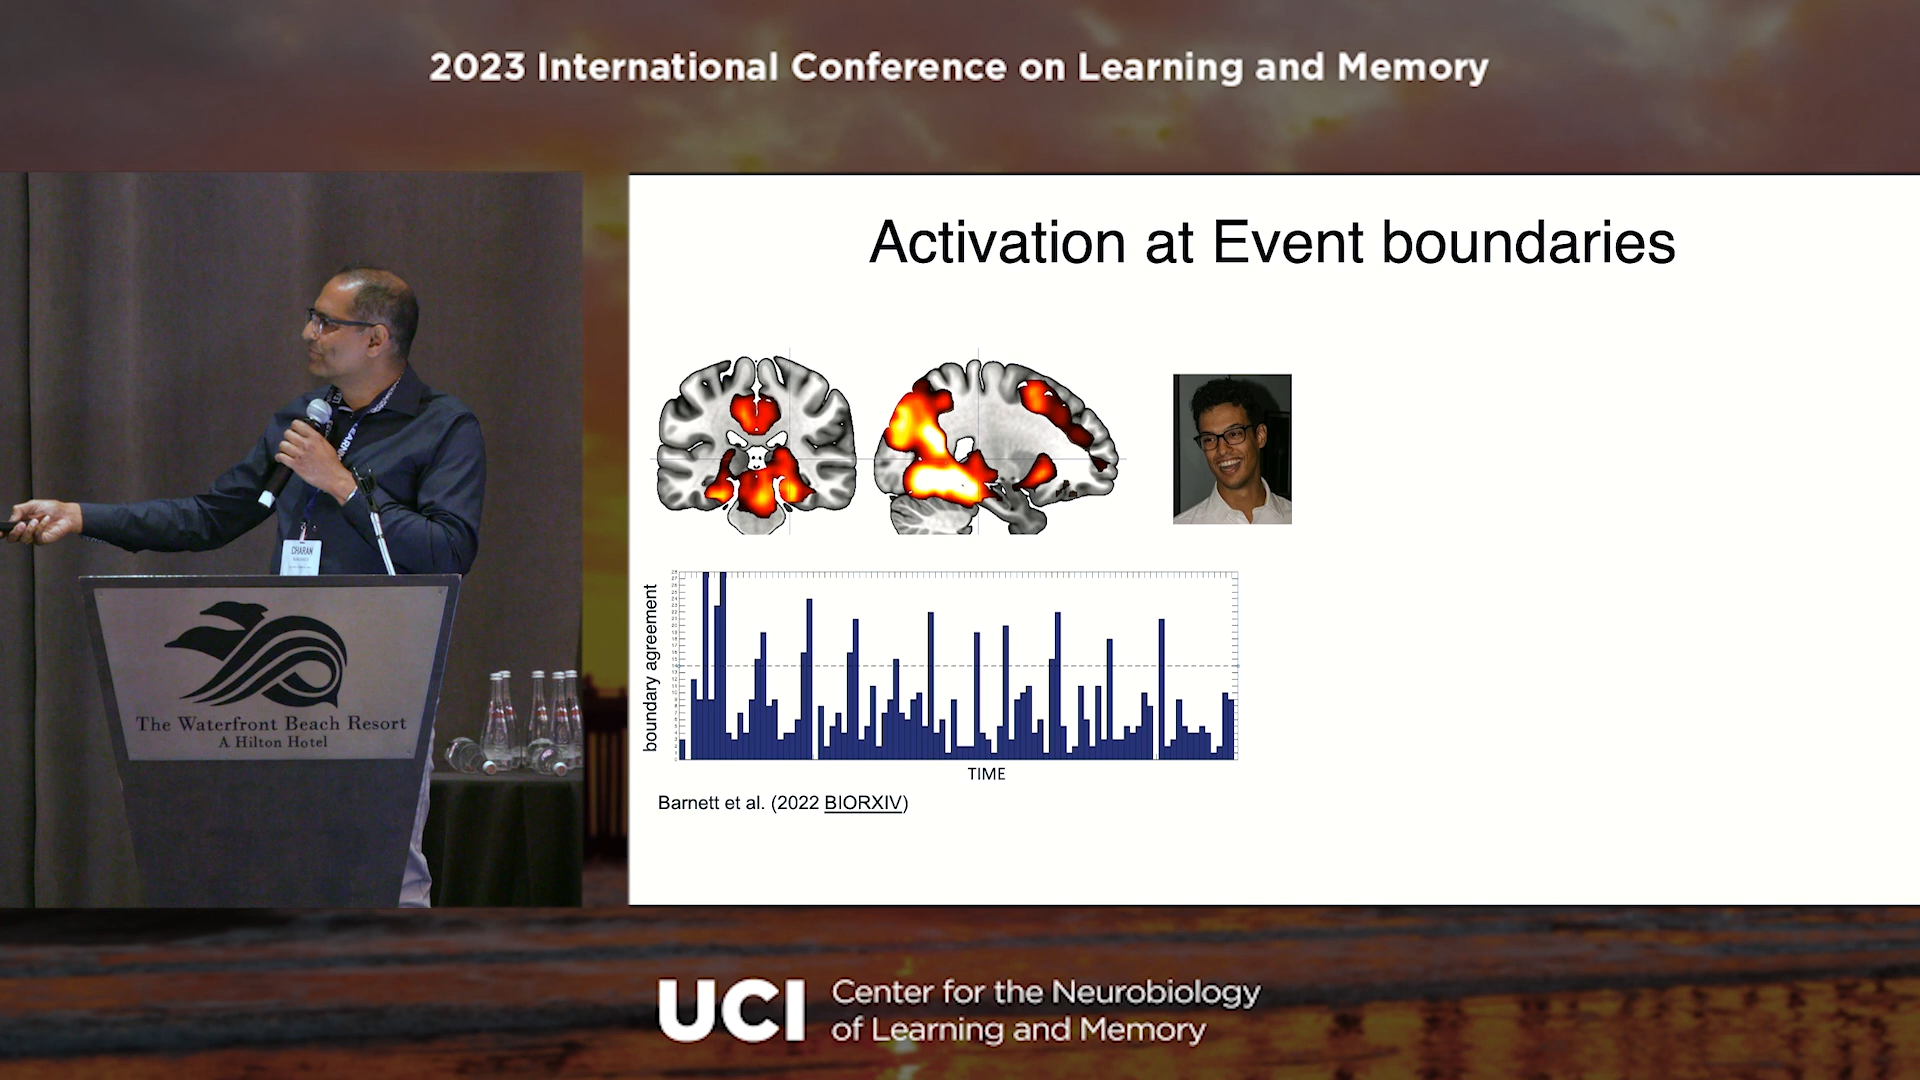 2023 International Conference on Learning and Memory
Activation at Event boundaries
CHARAN
The Waterfront Beach Resort
A Hilton Hotel
boundary agreement
TIME
Barnett et al. (2022 BIORXIV)
UCI
Center for the Neurobiology
of Learning and Memory